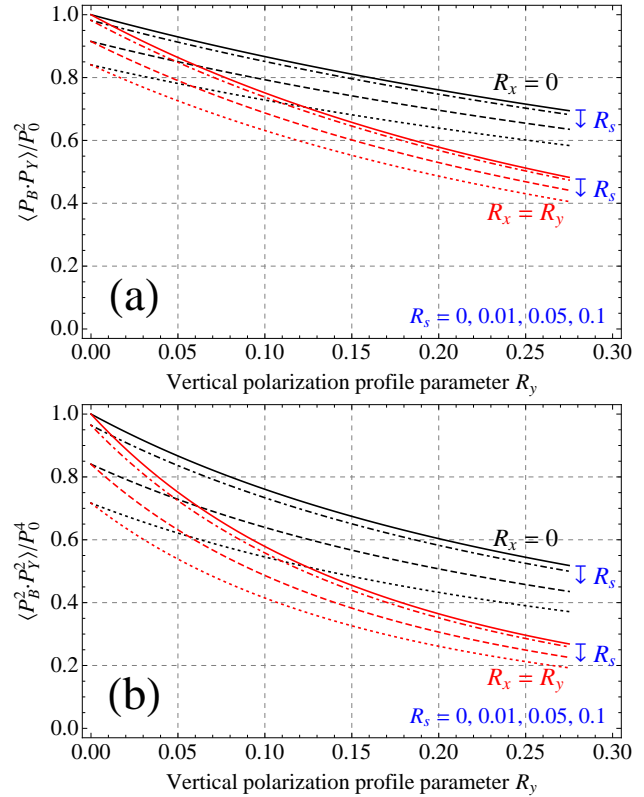 1.0
0.8
0.6
0.4
0.2
0.0
⟨P_B·P_Y⟩/P_0^2
R_x = 0
↧ R_s
↧ R_s
R_x = R_y
(a)
R_s = 0, 0.01, 0.05, 0.1
0.00 0.05 0.10 0.15 0.20 0.25 0.30
Vertical polarization profile parameter R_y
1.0
0.8
0.6
0.4
0.2
0.0
⟨P_B^2·P_Y^2⟩/P_0^4
R_x = 0
↧ R_s
↧ R_s
R_x = R_y
(b)
R_s = 0, 0.01, 0.05, 0.1
0.00 0.05 0.10 0.15 0.20 0.25 0.30
Vertical polarization profile parameter R_y